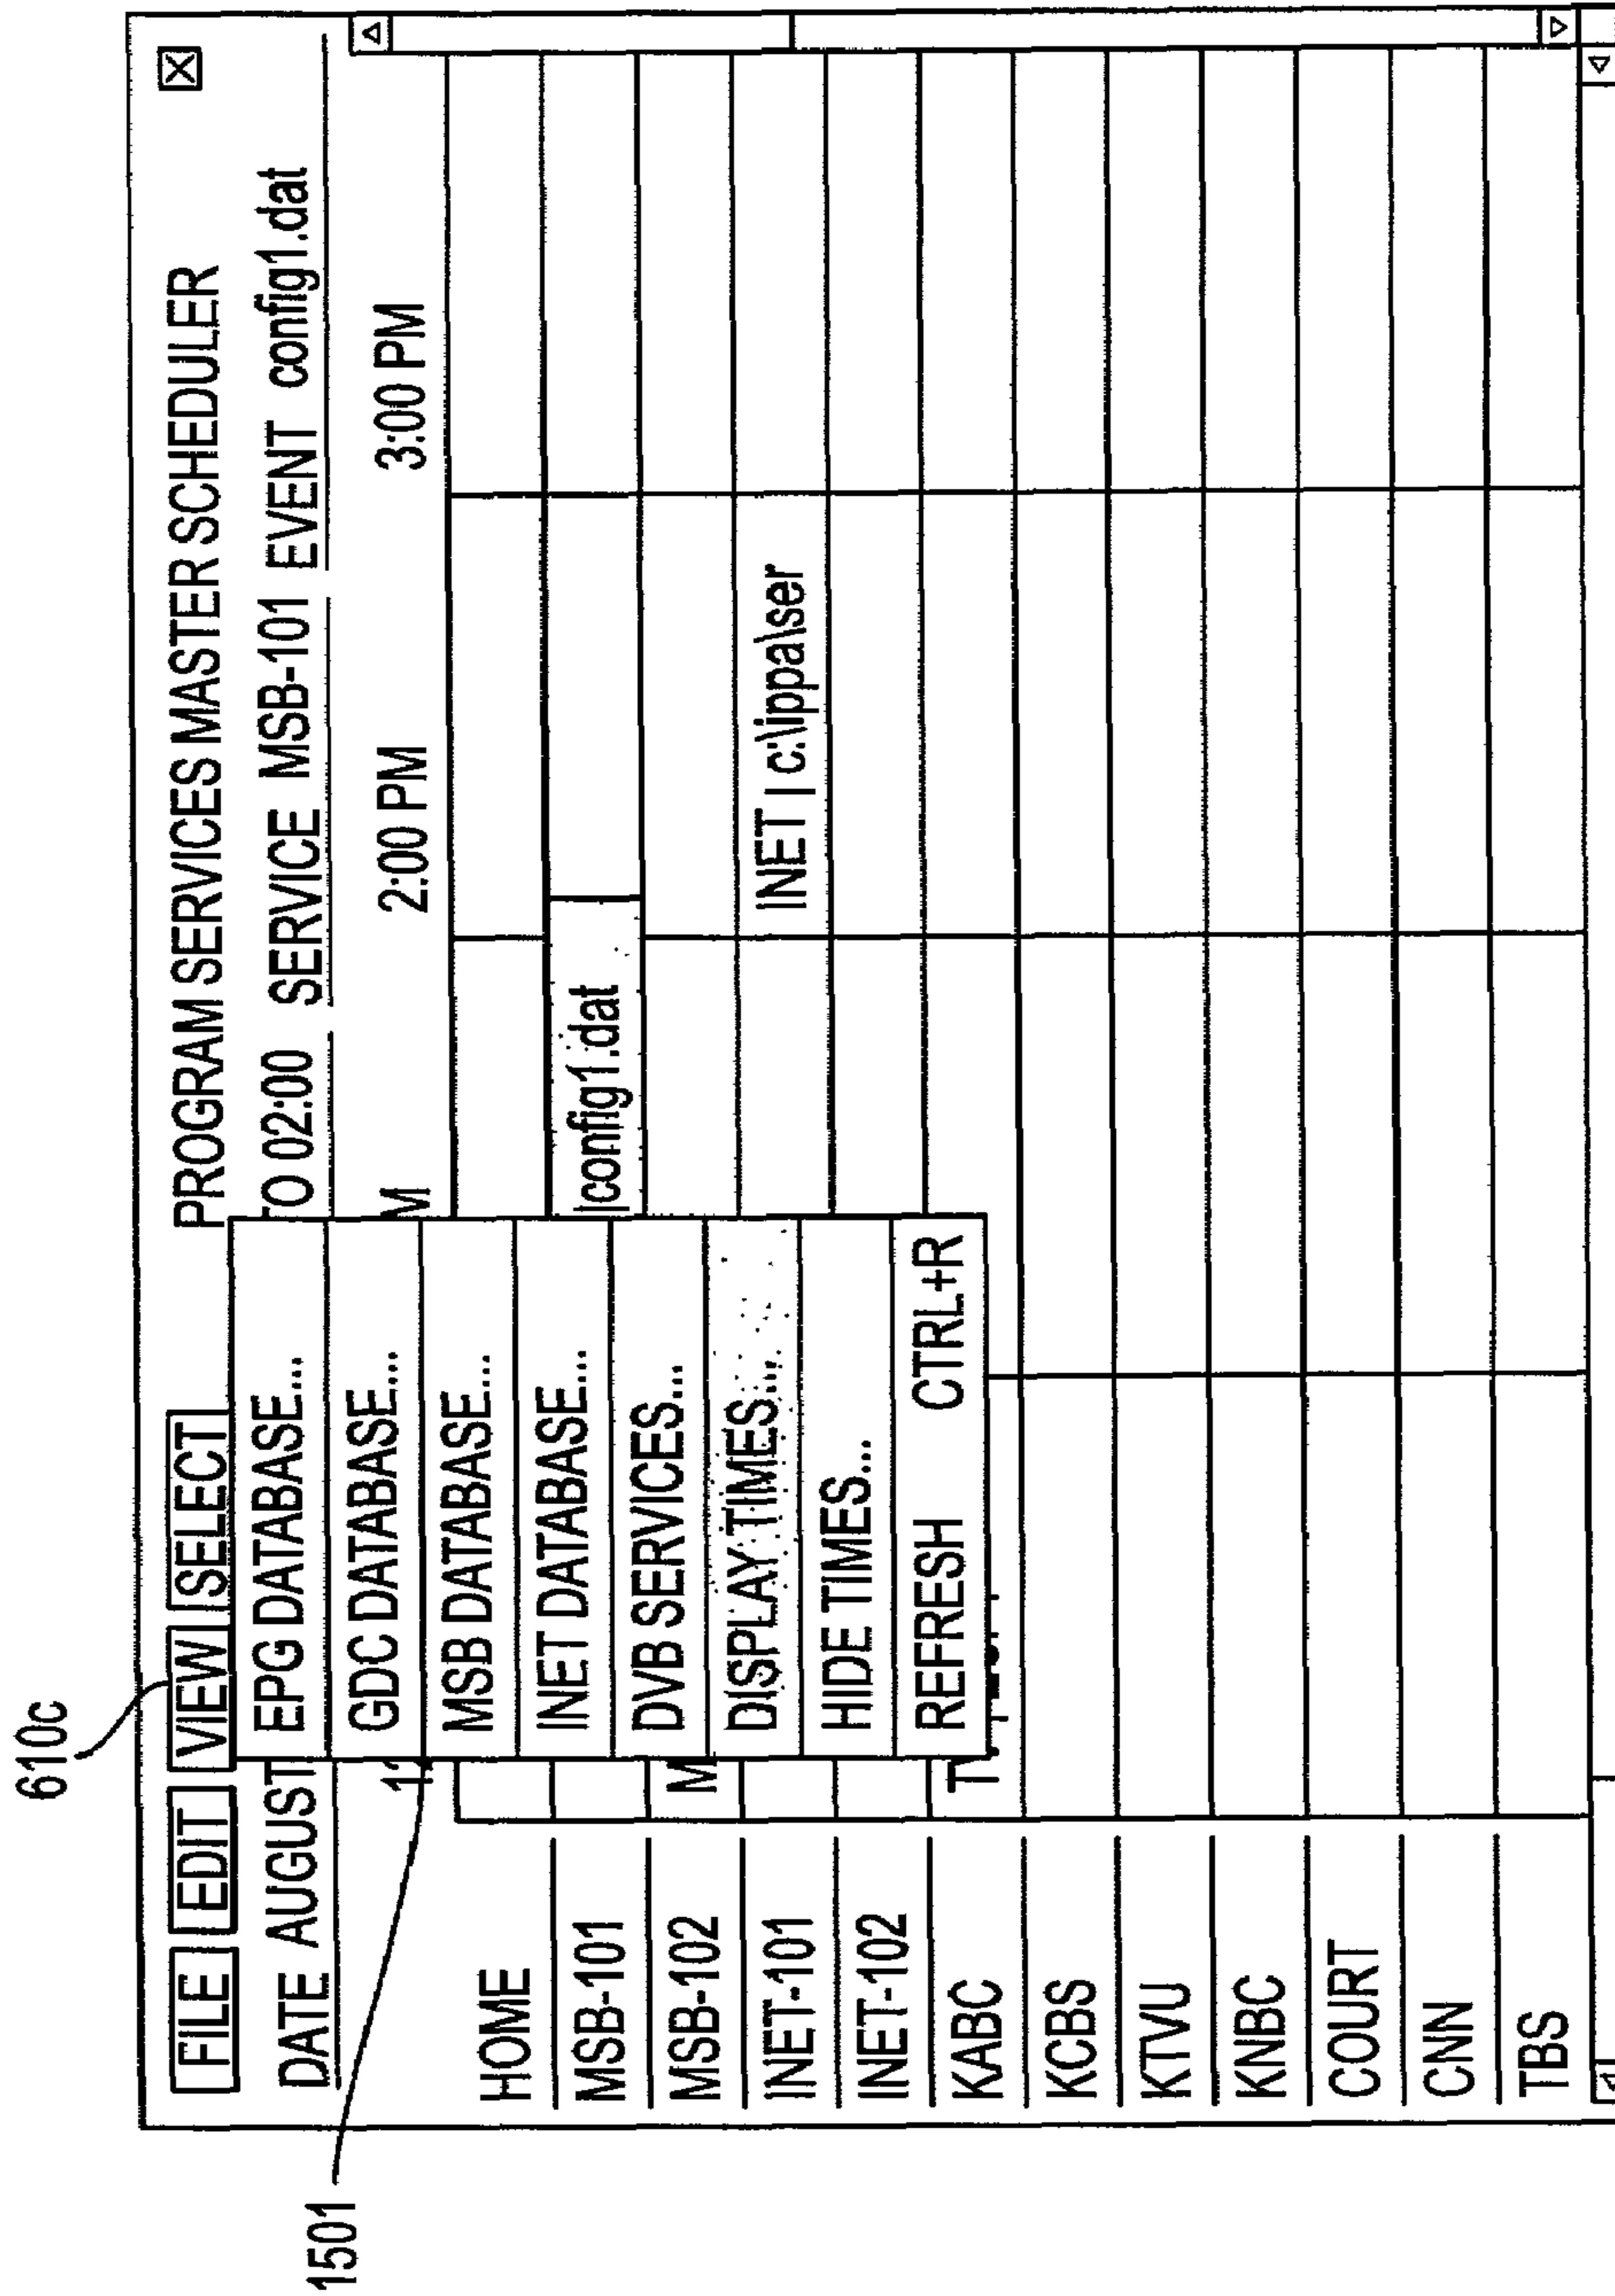 610c
PROGRAM SERVICES MASTER SCHEDULER
FILE EDIT VIEW SELECT
DATE AUGUST TO 02:00 SERVICE MSB-101 EVENT config1.dat
1501
2:00 PM 3:00 PM
EPG DATABASE...
GDC DATABASE...
MSB DATABASE...
INET DATABASE...
DVB SERVICES...
DISPLAY TIMES...
HIDE TIMES...
REFRESH CTRL+R
HOME
MSB-101 config1.dat
MSB-102 M
INET-101 INET | c:\ippa\ser
INET-102
KABC
KCBS
KTVU
KNBC
COURT
CNN
TBS